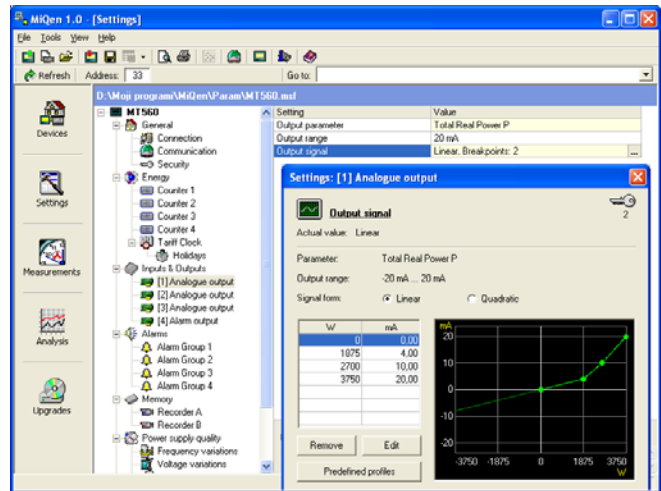 MiQen 1.0 - [Settings]
File Tools View Help
Refresh Address: 33 Go to:
D:\Moji programi\MiQen\Param\MT560.msf
Devices
Settings
Measurements
Analysis
Upgrades
MT560
General
Connection
Communication
Security
Energy
Counter 1
Counter 2
Counter 3
Counter 4
Tariff Clock
Holidays
Inputs & Outputs
[1] Analogue output
[2] Analogue output
[3] Analogue output
[4] Alarm output
Alarms
Alarm Group 1
Alarm Group 2
Alarm Group 3
Alarm Group 4
Memory
Recorder A
Recorder B
Power supply quality
Frequency variations
Voltage variations
Setting Value
Output parameter Total Real Power P
Output range 20 mA
Output signal Linear, Breakpoints: 2 ...
Settings: [1] Analogue output
Output signal
2
Actual value: Linear
Parameter: Total Real Power P
Output range: -20 mA ... 20 mA
Signal form: Linear Quadratic
W mA
0 0.00
1875 4,00
2700 10,00
3750 20,00
Remove Edit
Predefined profiles
mA
20
10
0
-10
-20
-3750 -1875 0 1875 3750
W